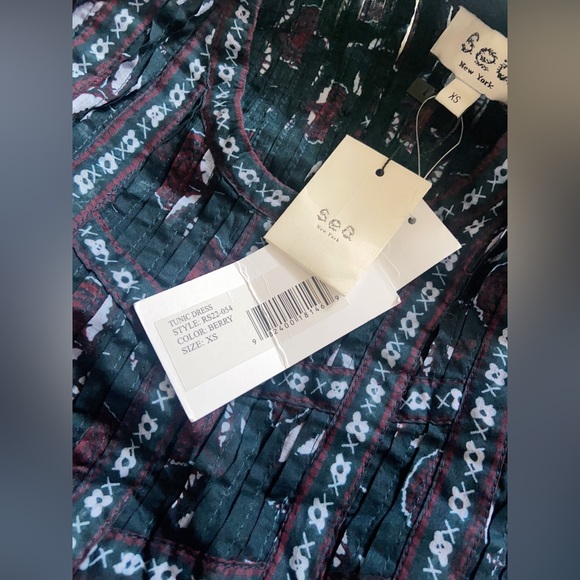 Sea
New York
XS
Sea
New York
TUNIC DRESS
STYLE: RS22-054
COLOR: BERRY
SIZE: XS